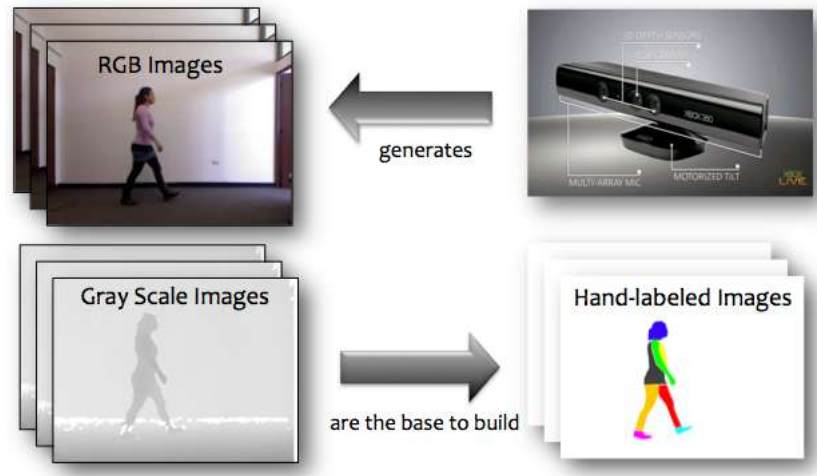 RGB Images
3D DEPTH SENSORS
RGB CAMERA
XBOX 360
generates
MULTI-ARRAY MIC
MOTORIZED TILT
XBOX
LIVE
Gray Scale Images
Hand-labeled Images
are the base to build